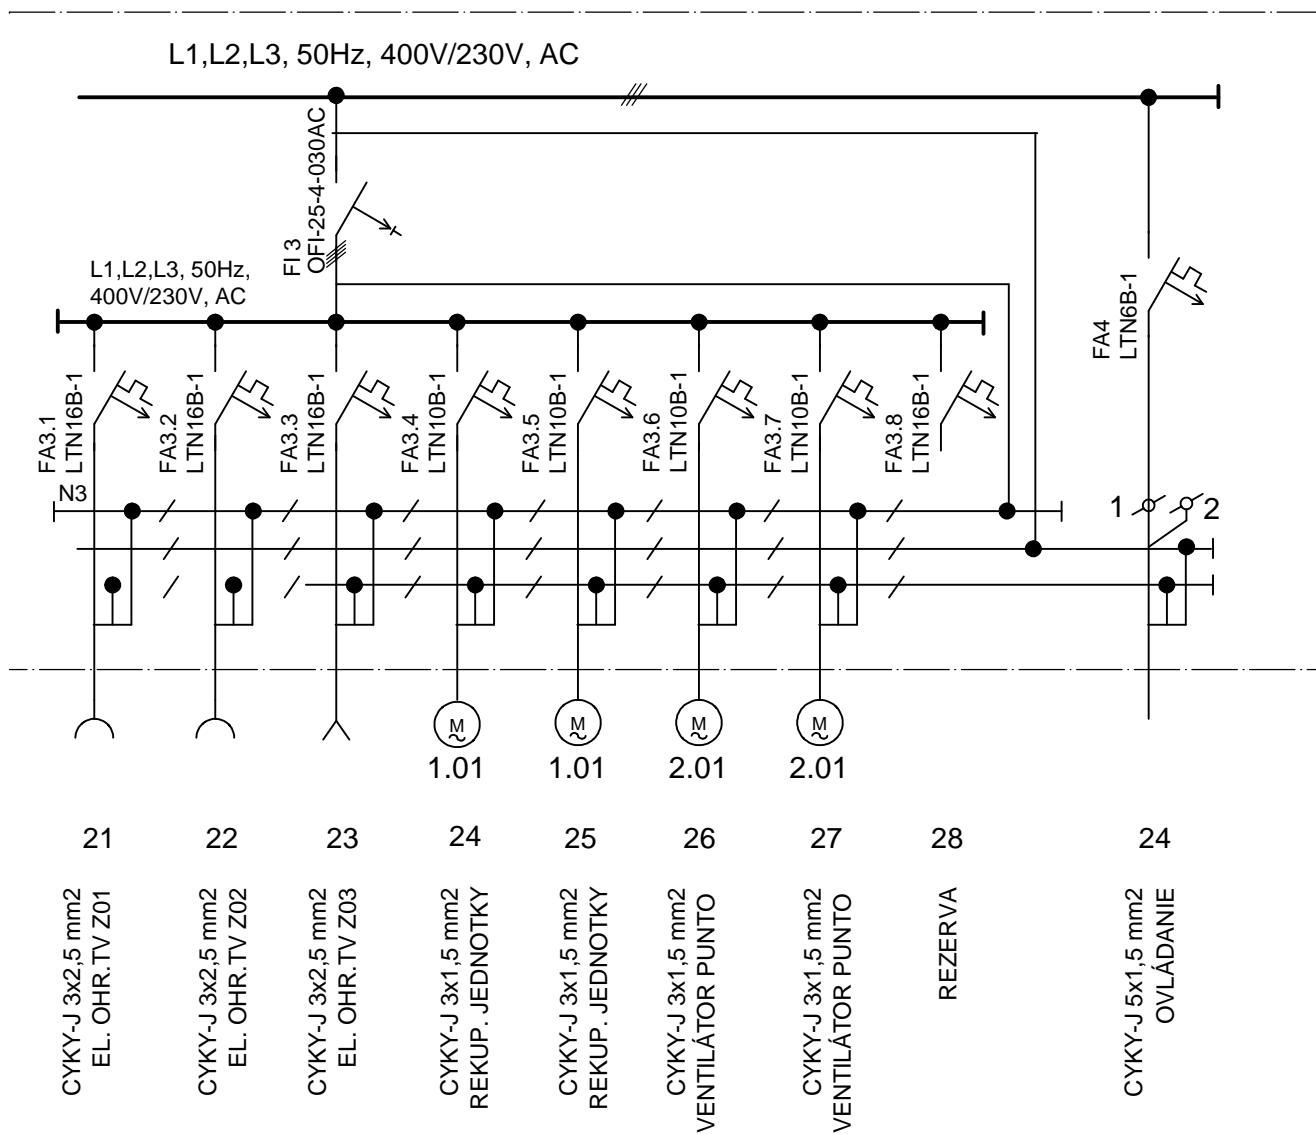 L1,L2,L3, 50Hz, 400V/230V, AC
FI 3
OFI-25-4-030AC
L1,L2,L3, 50Hz,
400V/230V, AC
FA3.1
LTN16B-1
FA3.2
LTN16B-1
FA3.3
LTN16B-1
FA3.4
LTN10B-1
FA3.5
LTN10B-1
FA3.6
LTN10B-1
FA3.7
LTN10B-1
FA3.8
LTN16B-1
FA4
LTN6B-1
N3
1
2
M
M
M
M
1.01
1.01
2.01
2.01
21
22
23
24
25
26
27
28
24
CYKY-J 3x2,5 mm2
EL. OHR.TV Z01
CYKY-J 3x2,5 mm2
EL. OHR.TV Z02
CYKY-J 3x2,5 mm2
EL. OHR.TV Z03
CYKY-J 3x1,5 mm2
REKUP. JEDNOTKY
CYKY-J 3x1,5 mm2
REKUP. JEDNOTKY
CYKY-J 3x1,5 mm2
VENTILÁTOR PUNTO
CYKY-J 3x1,5 mm2
VENTILÁTOR PUNTO
REZERVA
CYKY-J 5x1,5 mm2
OVLÁDANIE